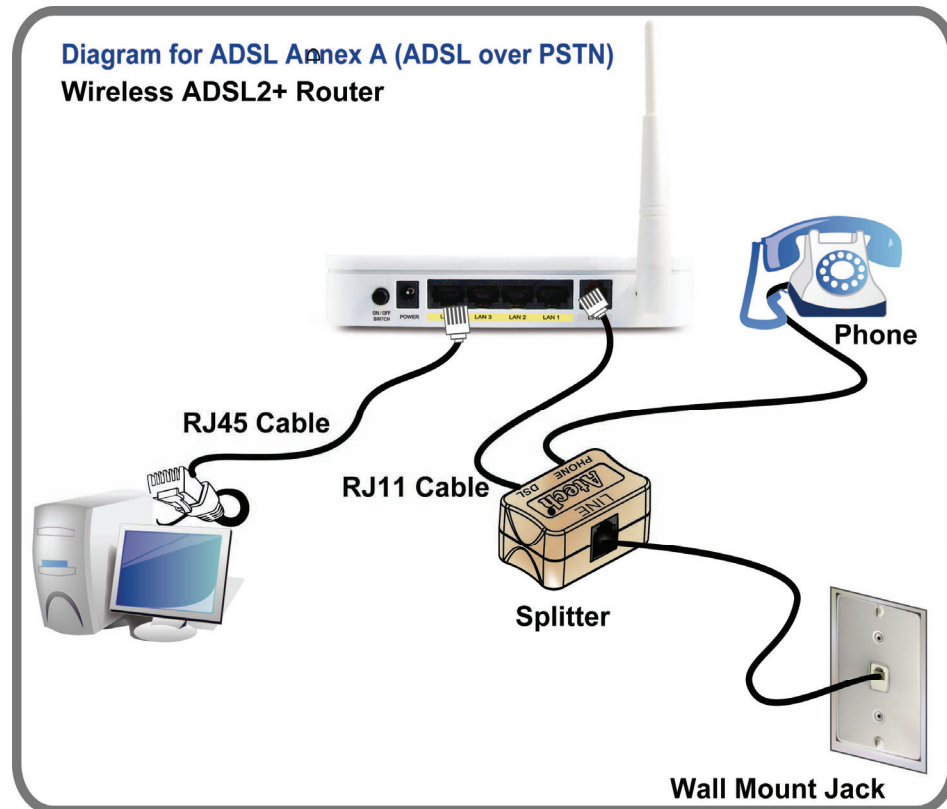 Diagram for ADSL Annex A (ADSL over PSTN)
Wireless ADSL2+ Router
ON / OFF
SWITCH
POWER
LAN 3
LAN 2
LAN 1
Phone
RJ45 Cable
RJ11 Cable
PHONE
DSL
Atech
LINE
Splitter
Wall Mount Jack